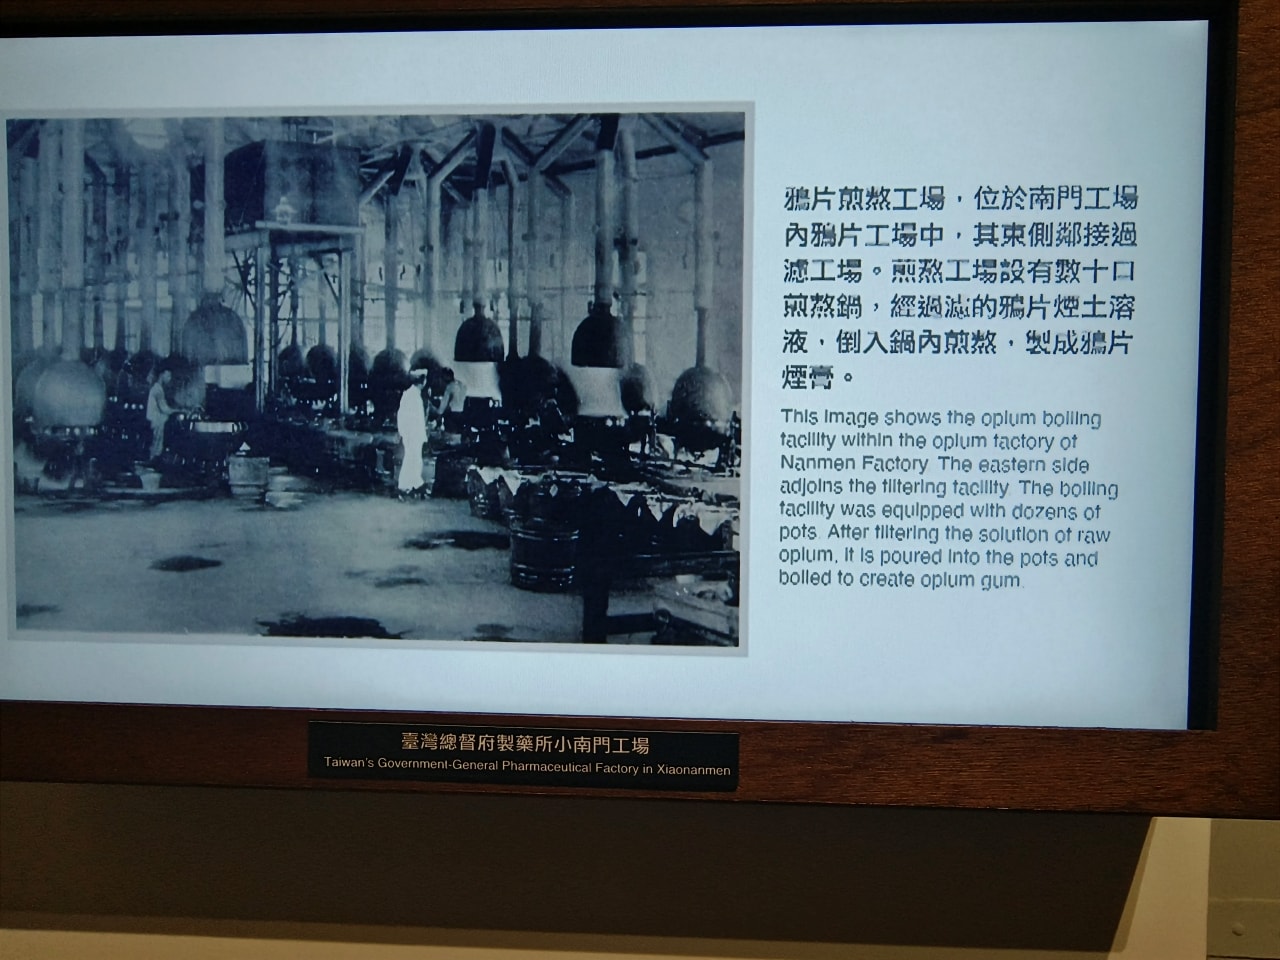 鴉片煎熬工場，位於南門工場
內鴉片工場中，其東側鄰接過
濾工場。煎熬工場設有數十口
煎熬鍋，經過濾的鴉片煙土溶
液，倒入鍋內煎熬，製成鴉片
煙膏。
This image shows the opium boiling
facility within the opium factory of
Nanmen Factory. The eastern side
adjoins the filtering facility. The boiling
facility was equipped with dozens of
pots. After filtering the solution of raw
opium, it is poured into the pots and
boiled to create opium gum.
臺灣總督府製藥所小南門工場
Taiwan's Government-General Pharmaceutical Factory in Xiaonanmen